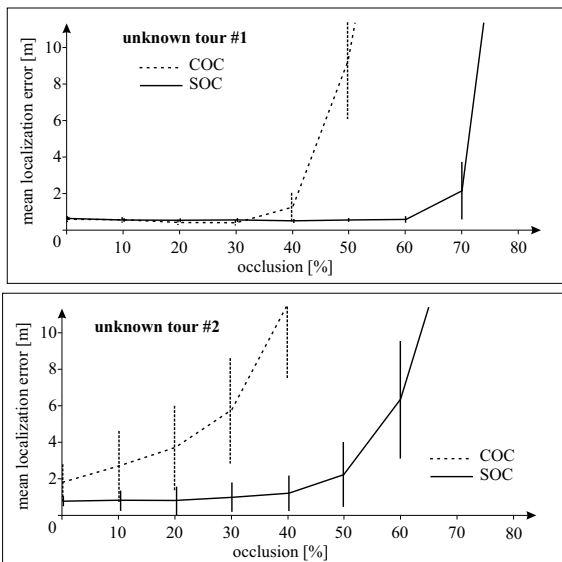 unknown tour #1
COC
SOC
mean localization error [m]
10
8
6
4
2
0
0 10 20 30 40 50 60 70 80
occlusion [%]
unknown tour #2
COC
SOC
mean localization error [m]
10
8
6
4
2
0
0 10 20 30 40 50 60 70 80
occlusion [%]